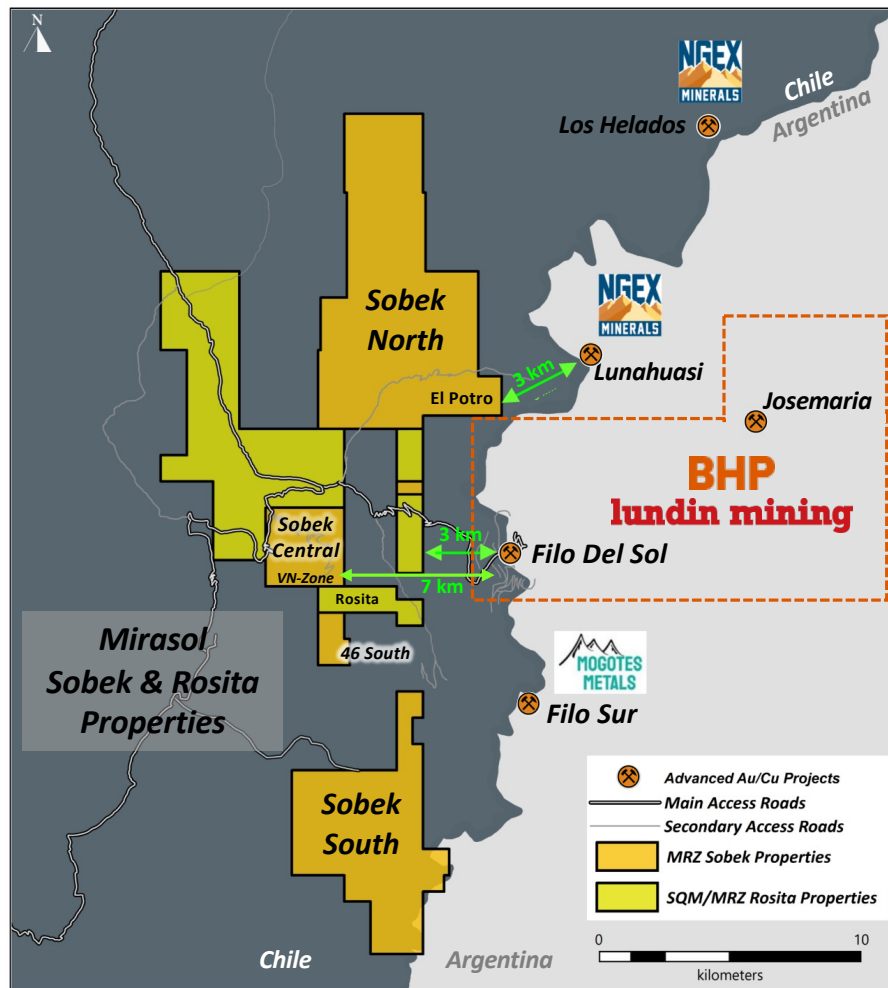 N
NGEX
MINERALS
Chile
Argentina
Los Helados
NGEX
MINERALS
Sobek
North
3 km
Lunahuasi
El Potro
Josemaria
BHP
lundin mining
Sobek
Central
3 km
Filo Del Sol
VN-Zone
7 km
Rosita
Mirasol
Sobek & Rosita
Properties
46 South
MOGOTES
METALS
Filo Sur
Advanced Au/Cu Projects
Main Access Roads
Secondary Access Roads
MRZ Sobek Properties
SQM/MRZ Rosita Properties
Sobek
South
Chile
Argentina
0
10
kilometers